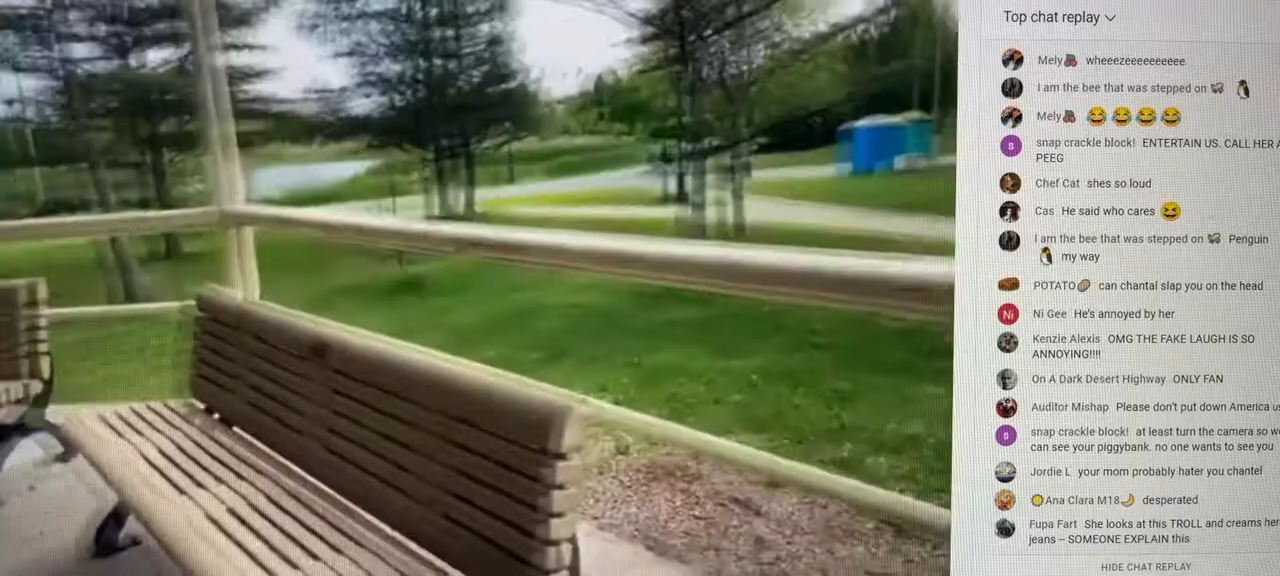 Top chat replay
Mely wheeezeeeeeeeeee
I am the bee that was stepped on
Mely
S snap crackle block! ENTERTAIN US. CALL HER A
PEEG
Chef Cat shes so loud
Cas He said who cares
I am the bee that was stepped on Penguin
my way
POTATO can chantal slap you on the head
Ni Ni Gee He's annoyed by her
Kenzie Alexis OMG THE FAKE LAUGH IS SO
ANNOYING!!!!
On A Dark Desert Highway ONLY FAN
Auditor Mishap Please don't put down America
S snap crackle block! at least turn the camera so we
can see your piggybank. no one wants to see you
Jordie L your mom probably hater you chantel
Ana Clara M18 desperated
Fupa Fart She looks at this TROLL and creams her
jeans – SOMEONE EXPLAIN this
HIDE CHAT REPLAY